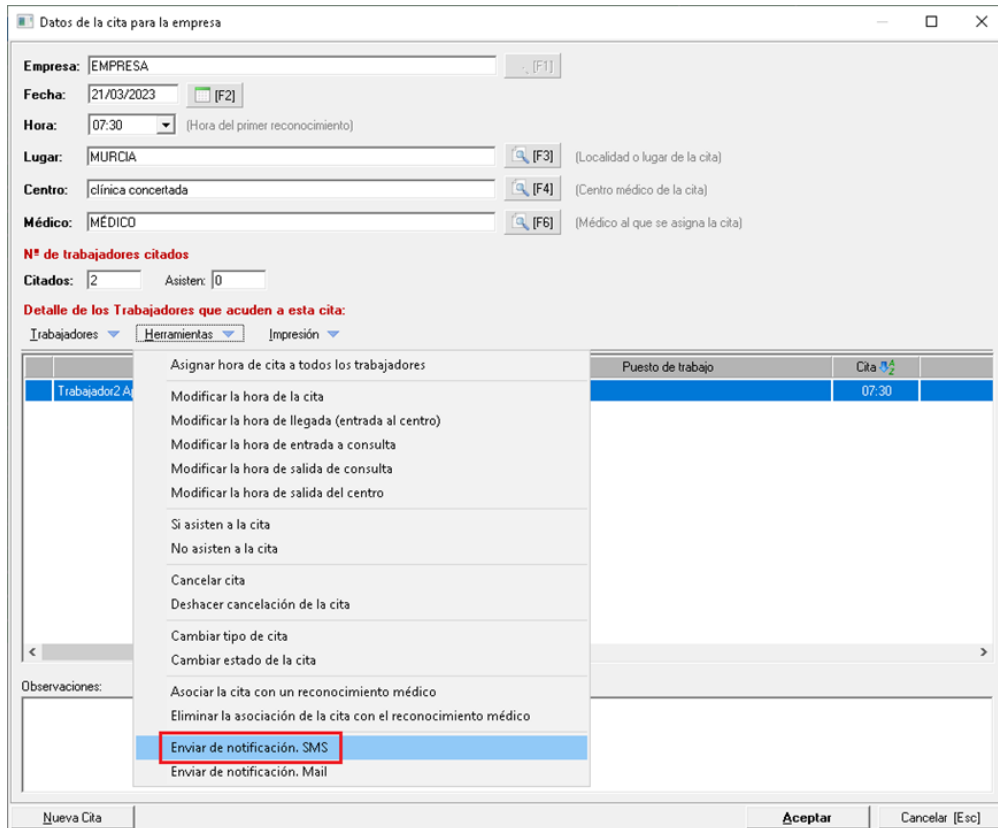 Datos de la cita para la empresa
Empresa: EMPRESA [F1]
Fecha: 21/03/2023 [F2]
Hora: 07:30 (Hora del primer reconocimiento)
Lugar: MURCIA [F3] (Localidad o lugar de la cita)
Centro: clínica concertada [F4] (Centro médico de la cita)
Médico: MÉDICO [F6] (Médico al que se asigna la cita)
Nª de trabajadores citados
Citados: 2 Asisten: 0
Detalle de los Trabajadores que acuden a esta cita:
Trabajadores Herramientas Impresión
Puesto de trabajo Cita
Trabajador2 07:30
Asignar hora de cita a todos los trabajadores
Modificar la hora de la cita
Modificar la hora de llegada (entrada al centro)
Modificar la hora de entrada a consulta
Modificar la hora de salida de consulta
Modificar la hora de salida del centro
Si asisten a la cita
No asisten a la cita
Cancelar cita
Deshacer cancelación de la cita
Cambiar tipo de cita
Cambiar estado de la cita
Asociar la cita con un reconocimiento médico
Eliminar la asociación de la cita con el reconocimiento médico
Enviar de notificación. SMS
Enviar de notificación. Mail
Observaciones:
Nueva Cita Aceptar Cancelar [Esc]